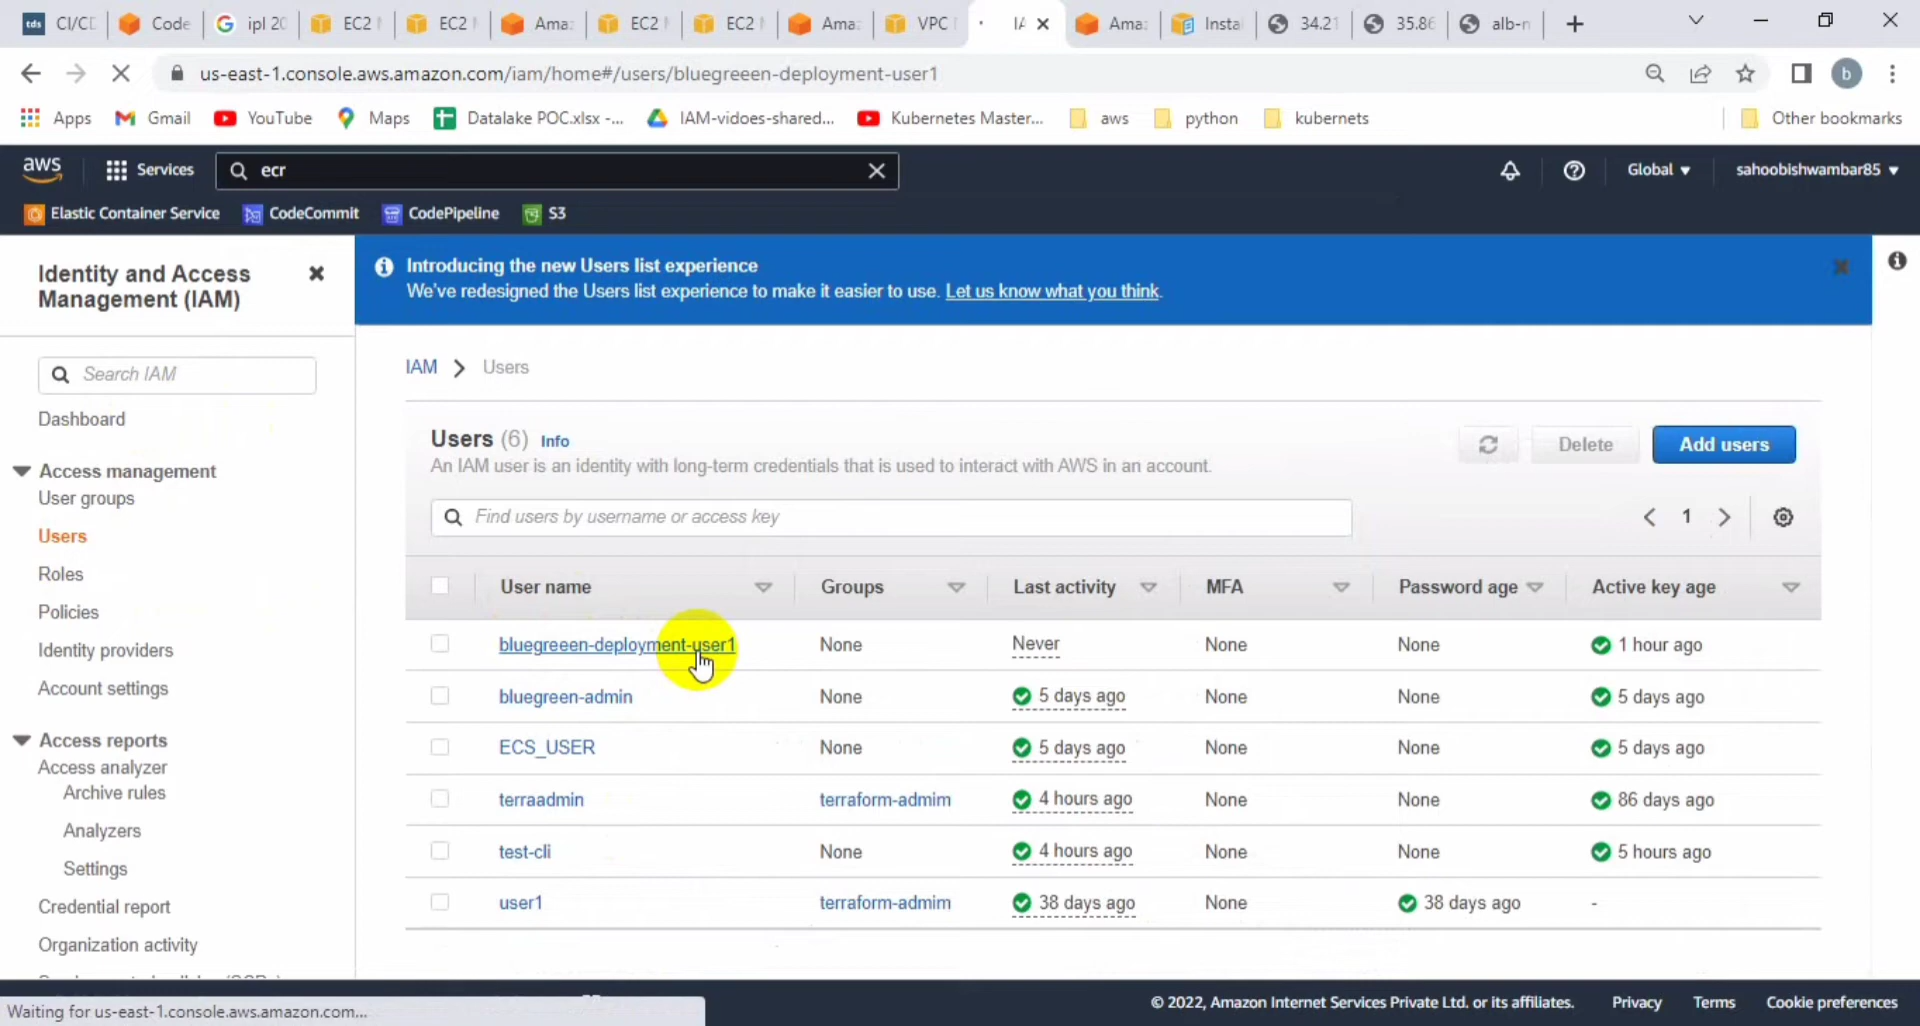 CI/CD
Code
ipl 20
EC2
EC2
Ama
EC2
EC2
Ama
VPC
IA
Ama
Insta
34.21
35.86
alb-n
us-east-1.console.aws.amazon.com/iam/home#/users/bluegreeen-deployment-user1
b
Apps
Gmail
YouTube
Maps
Datalake POC.xlsx -...
IAM-vidoes-shared...
Kubernetes Master...
aws
python
kubernets
Other bookmarks
aws
Services
ecr
Global
sahoobishwambar85
Elastic Container Service
CodeCommit
CodePipeline
S3
Identity and Access
Management (IAM)
Search IAM
Dashboard
Access management
User groups
Users
Roles
Policies
Identity providers
Account settings
Access reports
Access analyzer
Archive rules
Analyzers
Settings
Credential report
Organization activity
Introducing the new Users list experience
We've redesigned the Users list experience to make it easier to use. Let us know what you think.
IAM > Users
Users (6) Info
An IAM user is an identity with long-term credentials that is used to interact with AWS in an account.
Delete
Add users
Find users by username or access key
1
User name Groups Last activity MFA Password age Active key age
bluegreeen-deployment-user1 None Never None None 1 hour ago
bluegreen-admin None 5 days ago None None 5 days ago
ECS_USER None 5 days ago None None 5 days ago
terraadmin terraform-admim 4 hours ago None None 86 days ago
test-cli None 4 hours ago None None 5 hours ago
user1 terraform-admim 38 days ago None 38 days ago -
Waiting for us-east-1.console.aws.amazon.com...
© 2022, Amazon Internet Services Private Ltd. or its affiliates. Privacy Terms Cookie preferences